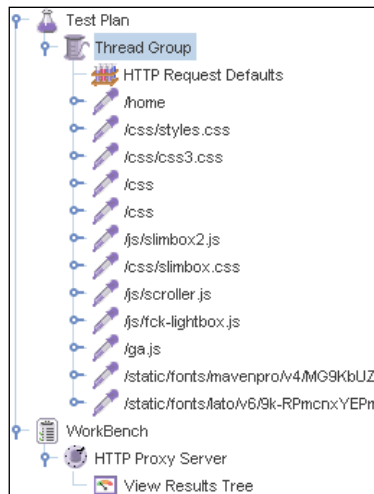 Test Plan
Thread Group
HTTP Request Defaults
/home
/css/styles.css
/css/css3.css
/css
/css
/js/slimbox2.js
/css/slimbox.css
/js/scroller.js
/js/fck-lightbox.js
/ga.js
/static/fonts/mavenpro/v4/MG9KbUZ
/static/fonts/lato/v6/9k-RPmcnxYEPm
WorkBench
HTTP Proxy Server
View Results Tree